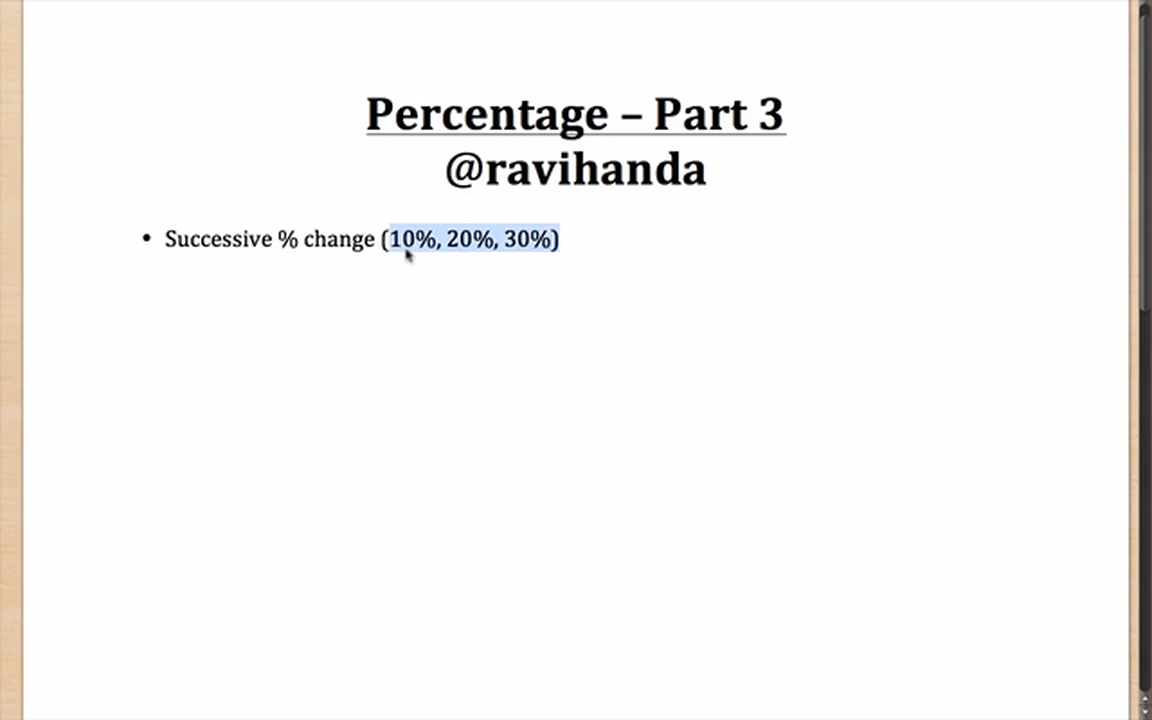 Percentage – Part 3
@ravihanda
• Successive % change (10%, 20%, 30%)